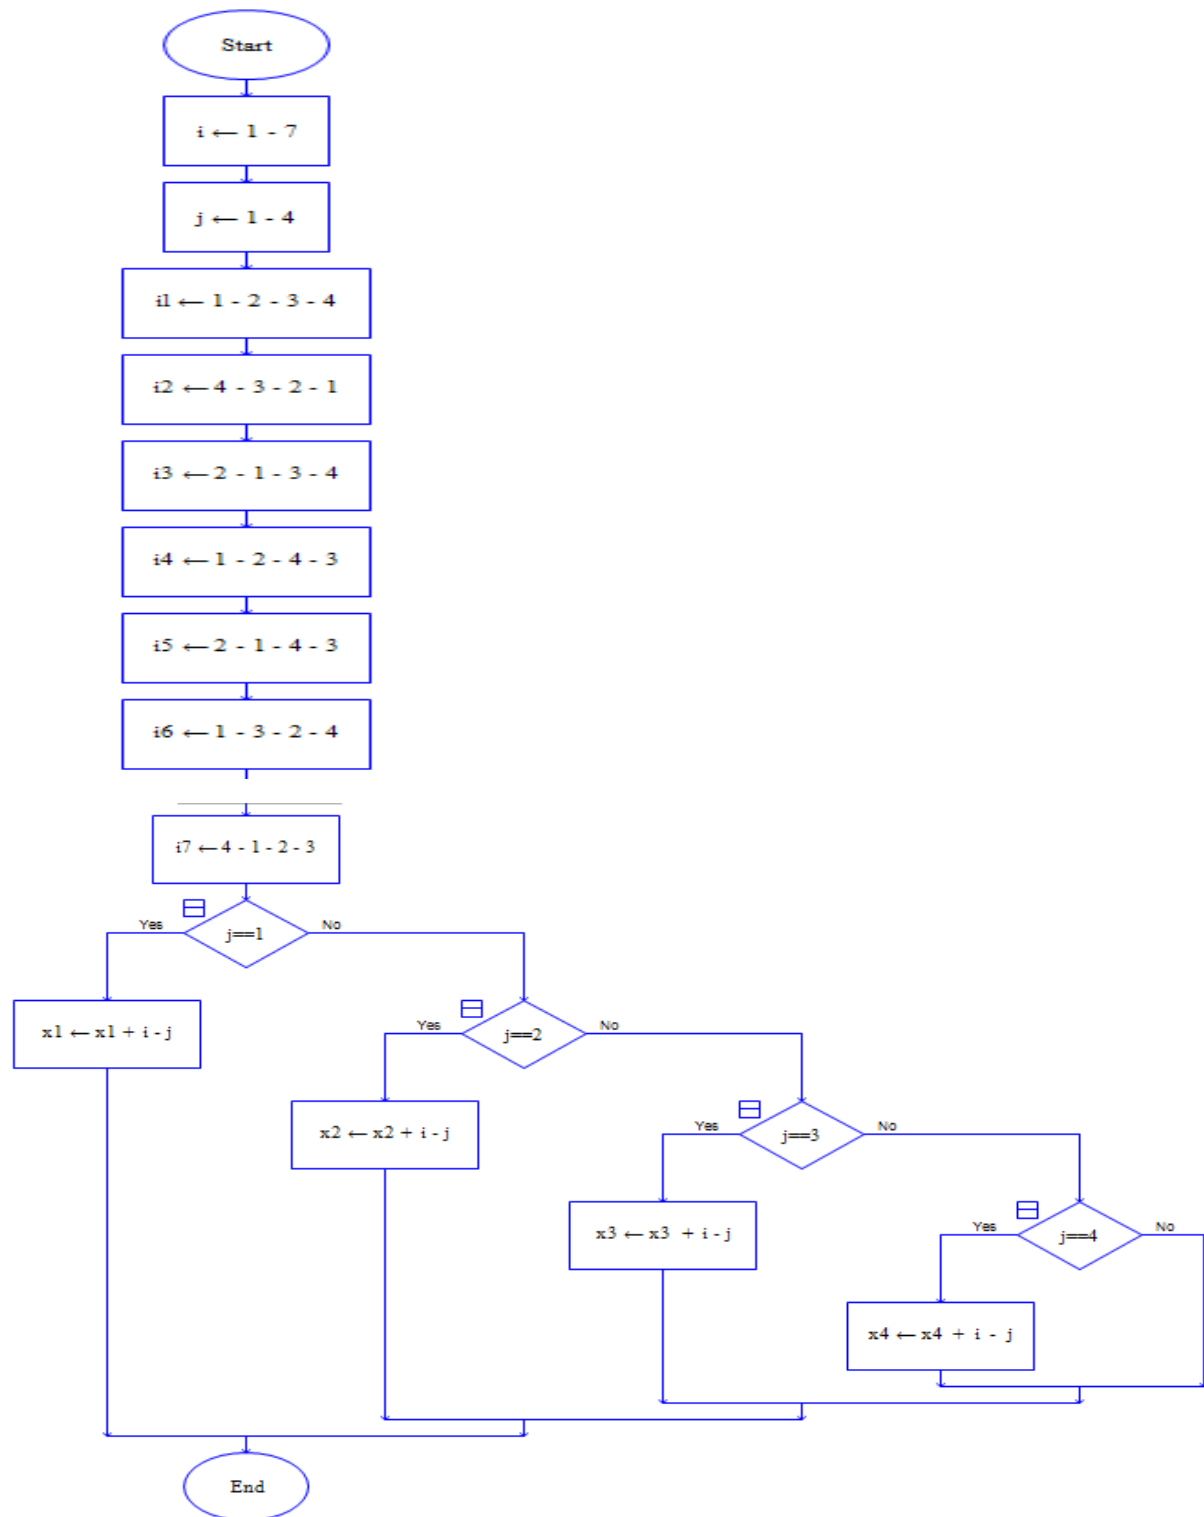 Start
i ← 1 - 7
j ← 1 - 4
i1 ← 1 - 2 - 3 - 4
i2 ← 4 - 3 - 2 - 1
i3 ← 2 - 1 - 3 - 4
i4 ← 1 - 2 - 4 - 3
i5 ← 2 - 1 - 4 - 3
i6 ← 1 - 3 - 2 - 4
i7 ← 4 - 1 - 2 - 3
Yes
j==1
No
x1 ← x1 + i - j
Yes
j==2
No
x2 ← x2 + i - j
Yes
j==3
No
x3 ← x3 + i - j
Yes
j==4
No
x4 ← x4 + i - j
End